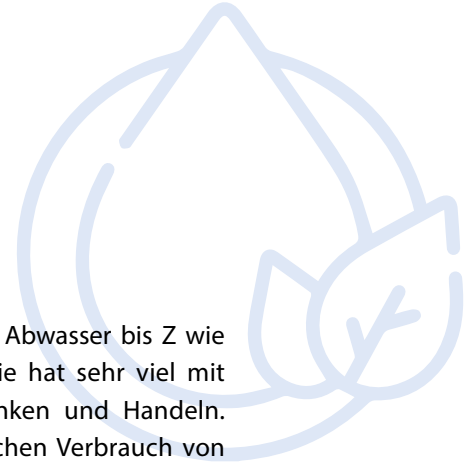 Abwasser bis Z wie
ie hat sehr viel mit
nken und Handeln.
chen Verbrauch von